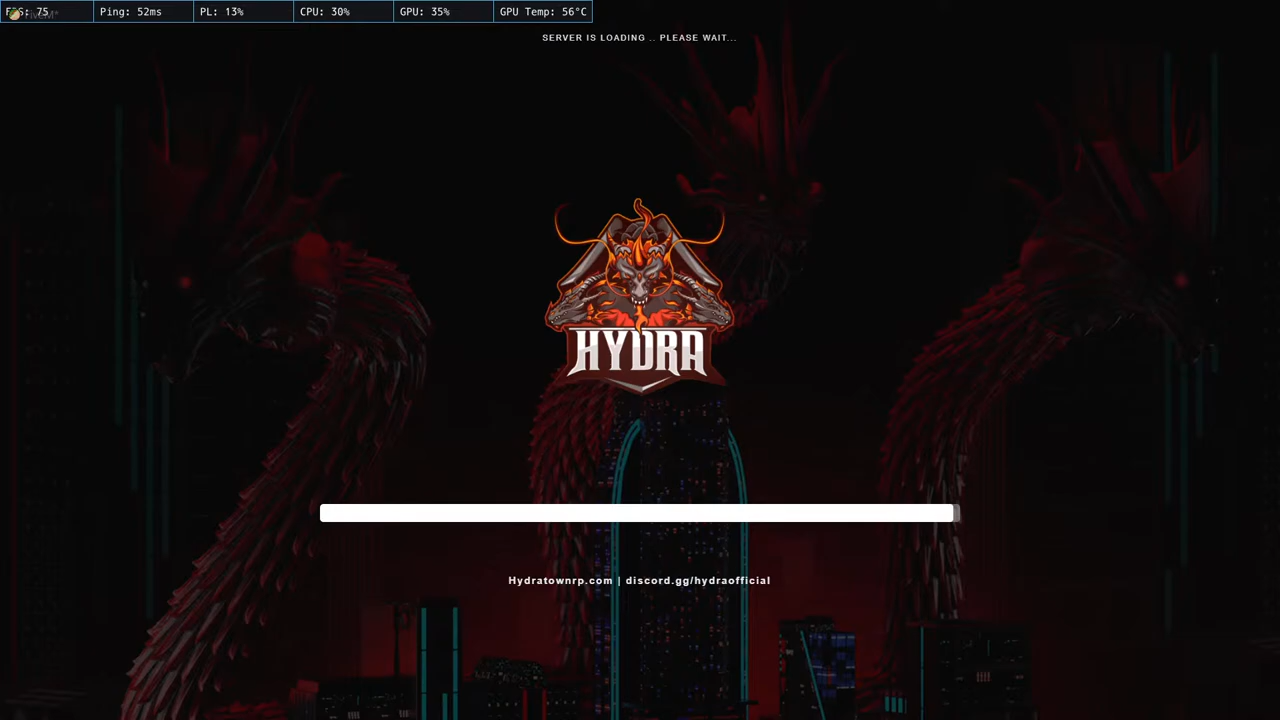 FPS: 75 Ping: 52ms PL: 13% CPU: 30% GPU: 35% GPU Temp: 56°C
SERVER IS LOADING .. PLEASE WAIT...
HYDRA
Hydratownrp.com | discord.gg/hydraofficial